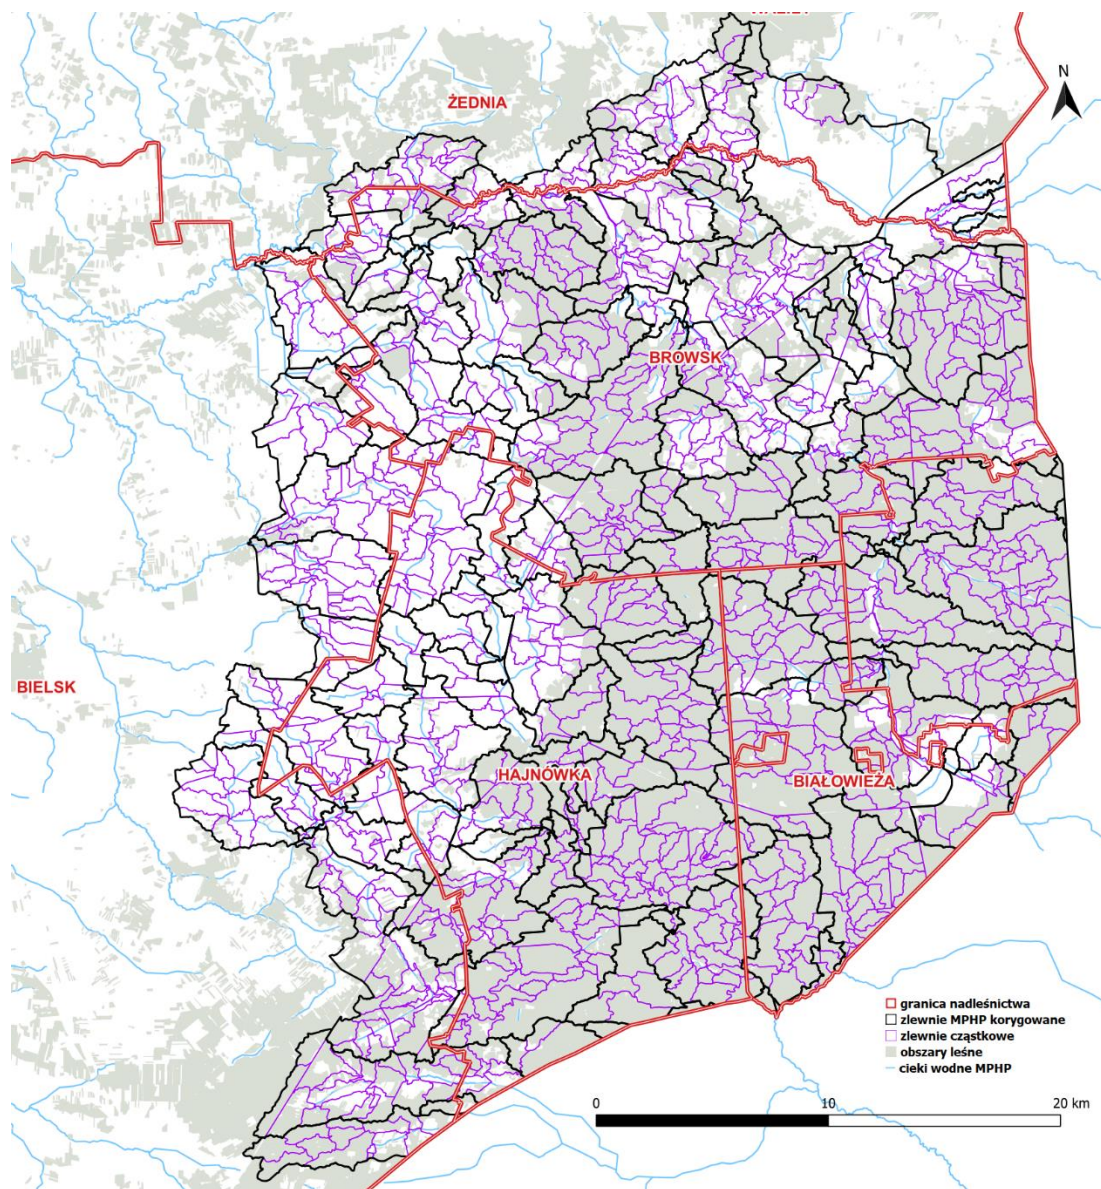 ŻEDNIA
N
BROWSK
BIELSK
HAJNÓWKA
BIAŁOWIEŻA
granica nadleśnictwa
zlewnie MPHP korygowane
zlewnie cząstkowe
obszary leśne
cieki wodne MPHP
0 10 20 km